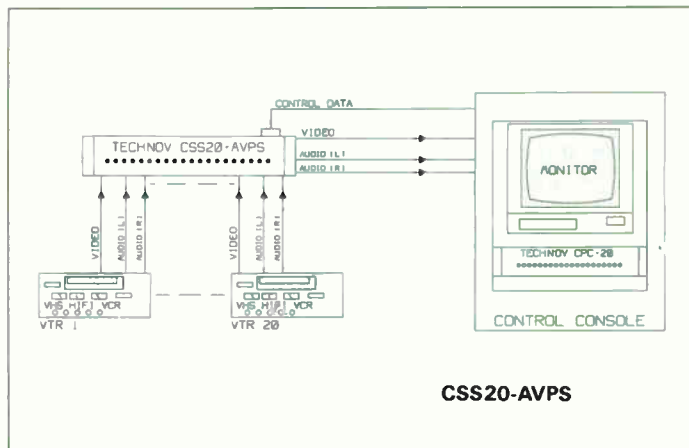 CONTROL DATA
VIDEO
TECHNOV CSS20-AVPS
AUDIO (L)
AUDIO (R)
MONITOR
VIDEO
AUDIO (L)
AUDIO (R)
VIDEO
AUDIO (L)
AUDIO (R)
TECHNOV CPC-20
VHS HIFI VCR
VHS HIFI VCR
VTR 1
VTR 20
CONTROL CONSOLE
CSS20-AVPS